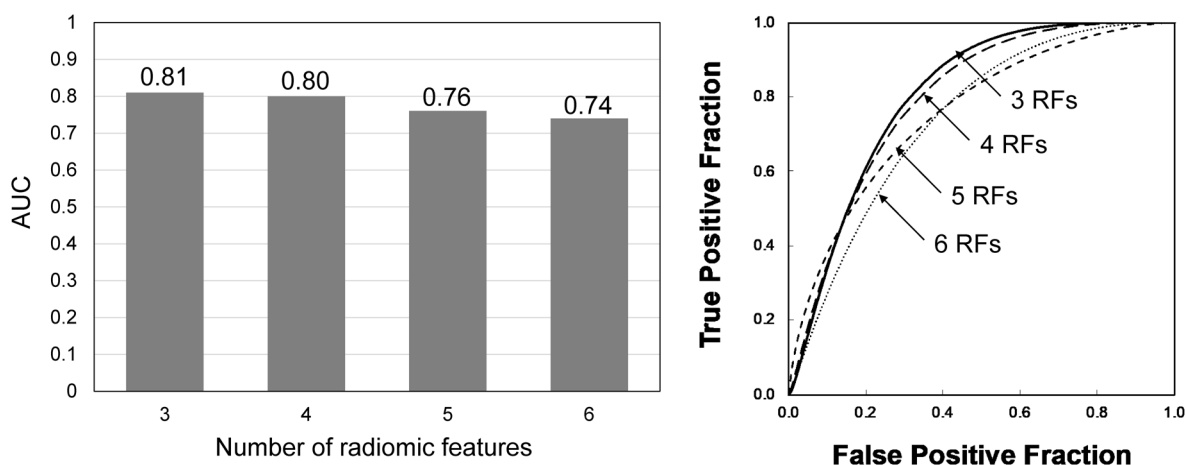 1
0.9
0.8
0.7
0.6
0.5
0.4
0.3
0.2
0.1
0
AUC
0.81
0.80
0.76
0.74
3 4 5 6
Number of radiomic features
1.0
0.8
0.6
0.4
0.2
0.0
True Positive Fraction
3 RFs
4 RFs
5 RFs
6 RFs
0.0 0.2 0.4 0.6 0.8 1.0
False Positive Fraction